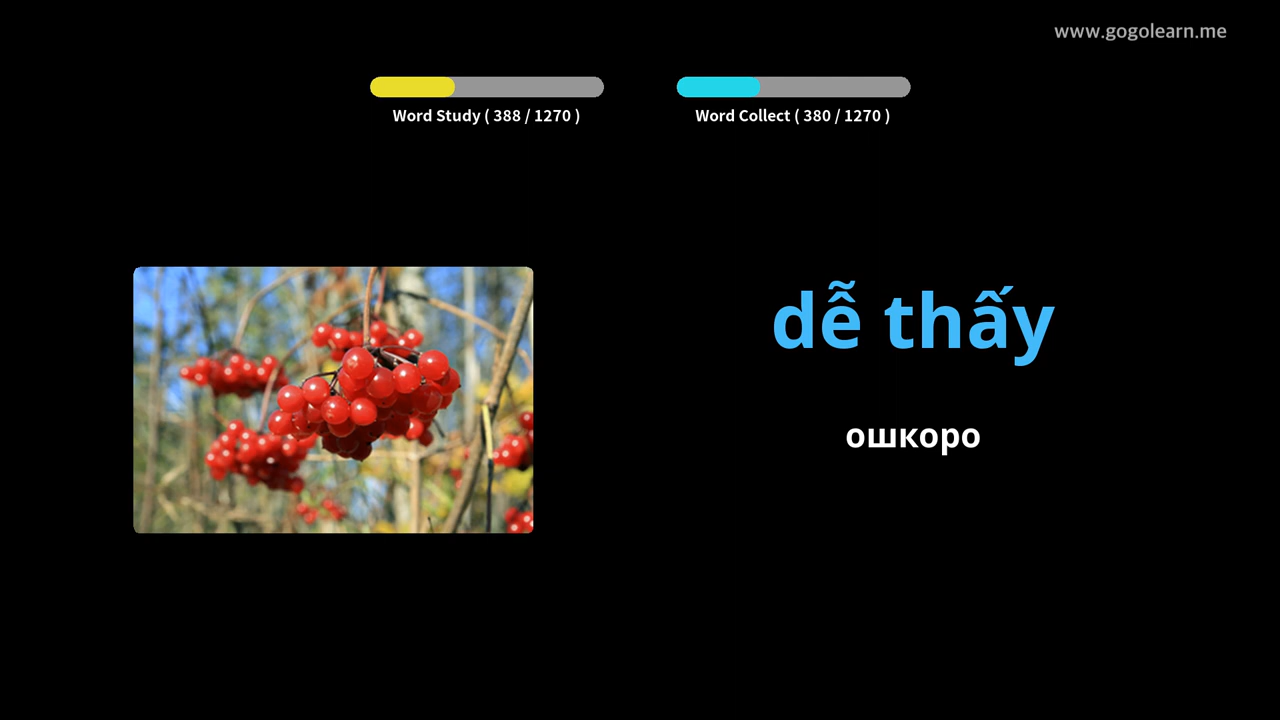 www.gogolearn.me
Word Study ( 388 / 1270 )
Word Collect ( 380 / 1270 )
dễ thấy
ошкоро